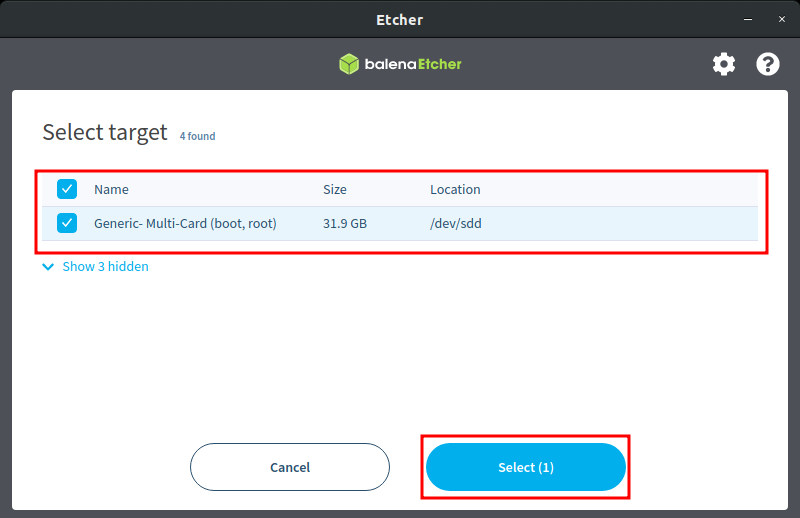 Etcher
balenaEtcher
Select target 4 found
Name Size Location
Generic- Multi-Card (boot, root) 31.9 GB /dev/sdd
Show 3 hidden
Cancel Select (1)